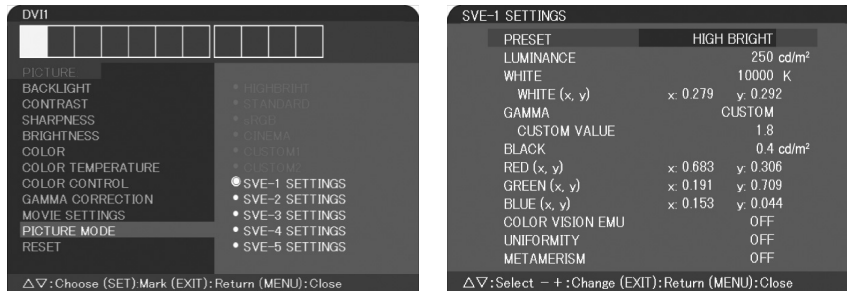 DVI1
PICTURE
BACKLIGHT
CONTRAST
SHARPNESS
BRIGHTNESS
COLOR
COLOR TEMPERATURE
COLOR CONTROL
GAMMA CORRECTION
MOVIE SETTINGS
PICTURE MODE
RESET
• HIGHBRIHT
• STANDARD
• sRGB
• CINEMA
• CUSTOM1
• CUSTOM2
SVE-1 SETTINGS
• SVE-2 SETTINGS
• SVE-3 SETTINGS
• SVE-4 SETTINGS
• SVE-5 SETTINGS
△▽:Choose (SET):Mark (EXIT):Return (MENU):Close
SVE-1 SETTINGS
PRESET HIGH BRIGHT
LUMINANCE 250 cd/m²
WHITE 10000 K
WHITE (x, y) x: 0.279 y: 0.292
GAMMA CUSTOM
CUSTOM VALUE 1.8
BLACK 0.4 cd/m²
RED (x, y) x: 0.683 y: 0.306
GREEN (x, y) x: 0.191 y: 0.709
BLUE (x, y) x: 0.153 y: 0.044
COLOR VISION EMU OFF
UNIFORMITY OFF
METAMERISM OFF
△▽:Select －＋:Change (EXIT):Return (MENU):Close